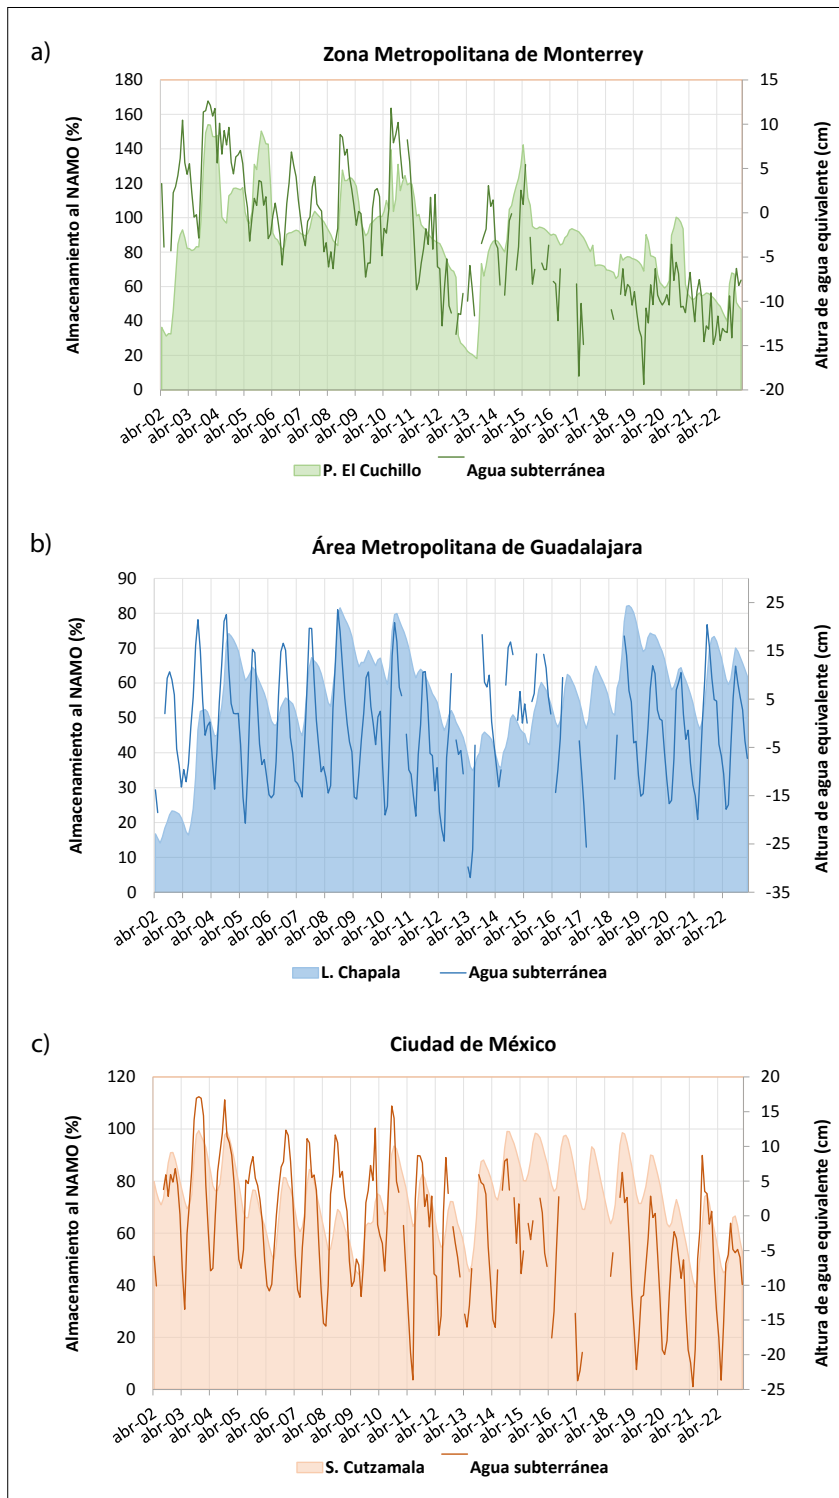 a)
Zona Metropolitana de Monterrey
Almacenamiento al NAMO (%)
180
160
140
120
100
80
60
40
20
0
15
10
5
0
-5
-10
-15
-20
Altura de agua equivalente (cm)
abr-02
abr-03
abr-04
abr-05
abr-06
abr-07
abr-08
abr-09
abr-10
abr-11
abr-12
abr-13
abr-14
abr-15
abr-16
abr-17
abr-18
abr-19
abr-20
abr-21
abr-22
P. El Cuchillo Agua subterránea
b)
Área Metropolitana de Guadalajara
Almacenamiento al NAMO (%)
90
80
70
60
50
40
30
20
10
0
25
15
5
-5
-15
-25
-35
Altura de agua equivalente (cm)
abr-02
abr-03
abr-04
abr-05
abr-06
abr-07
abr-08
abr-09
abr-10
abr-11
abr-12
abr-13
abr-14
abr-15
abr-16
abr-17
abr-18
abr-19
abr-20
abr-21
abr-22
L. Chapala Agua subterránea
c)
Ciudad de México
Almacenamiento al NAMO (%)
120
100
80
60
40
20
0
20
15
10
5
0
-5
-10
-15
-20
-25
Altura de agua equivalente (cm)
abr-02
abr-03
abr-04
abr-05
abr-06
abr-07
abr-08
abr-09
abr-10
abr-11
abr-12
abr-13
abr-14
abr-15
abr-16
abr-17
abr-18
abr-19
abr-20
abr-21
abr-22
S. Cutzamala Agua subterránea